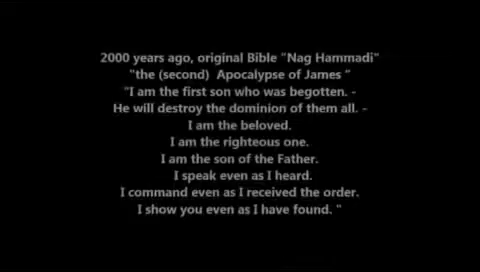 2000 years ago, original Bible "Nag Hammadi"
"the (second)  Apocalypse of James "
"I am the first son who was begotten. -
He will destroy the dominion of them all. -
I am the beloved.
I am the righteous one.
I am the son of the Father.
I speak even as I heard.
I command even as I received the order.
I show you even as I have found. "